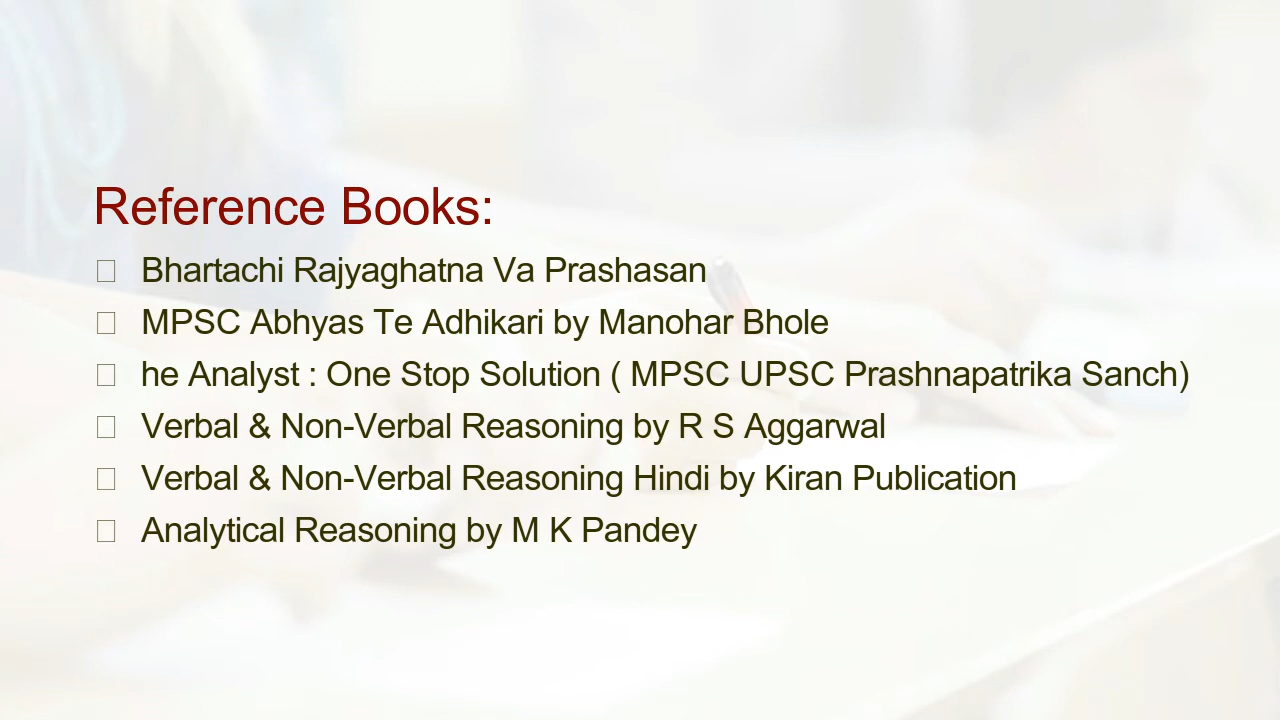 Reference Books:
Bhartachi Rajyaghatna Va Prashasan
MPSC Abhyas Te Adhikari by Manohar Bhole
he Analyst : One Stop Solution ( MPSC UPSC Prashnapatrika Sanch)
Verbal & Non-Verbal Reasoning by R S Aggarwal
Verbal & Non-Verbal Reasoning Hindi by Kiran Publication
Analytical Reasoning by M K Pandey